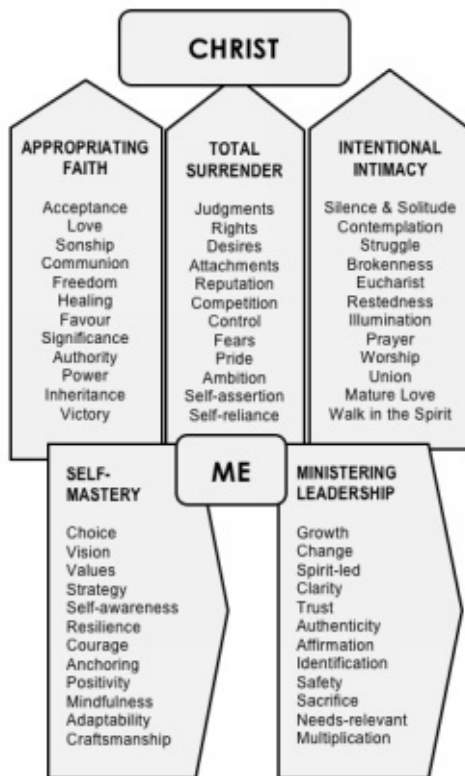 CHRIST
APPROPRIATING
FAITH
Acceptance
Love
Sonship
Communion
Freedom
Healing
Favour
Significance
Authority
Power
Inheritance
Victory
TOTAL
SURRENDER
Judgments
Rights
Desires
Attachments
Reputation
Competition
Control
Fears
Pride
Ambition
Self-assertion
Self-reliance
INTENTIONAL
INTIMACY
Silence & Solitude
Contemplation
Struggle
Brokenness
Eucharist
Restedness
Illumination
Prayer
Worship
Union
Mature Love
Walk in the Spirit
ME
SELF-
MASTERY
Choice
Vision
Values
Strategy
Self-awareness
Resilience
Courage
Anchoring
Positivity
Mindfulness
Adaptability
Craftsmanship
MINISTERING
LEADERSHIP
Growth
Change
Spirit-led
Clarity
Trust
Authenticity
Affirmation
Identification
Safety
Sacrifice
Needs-relevant
Multiplication